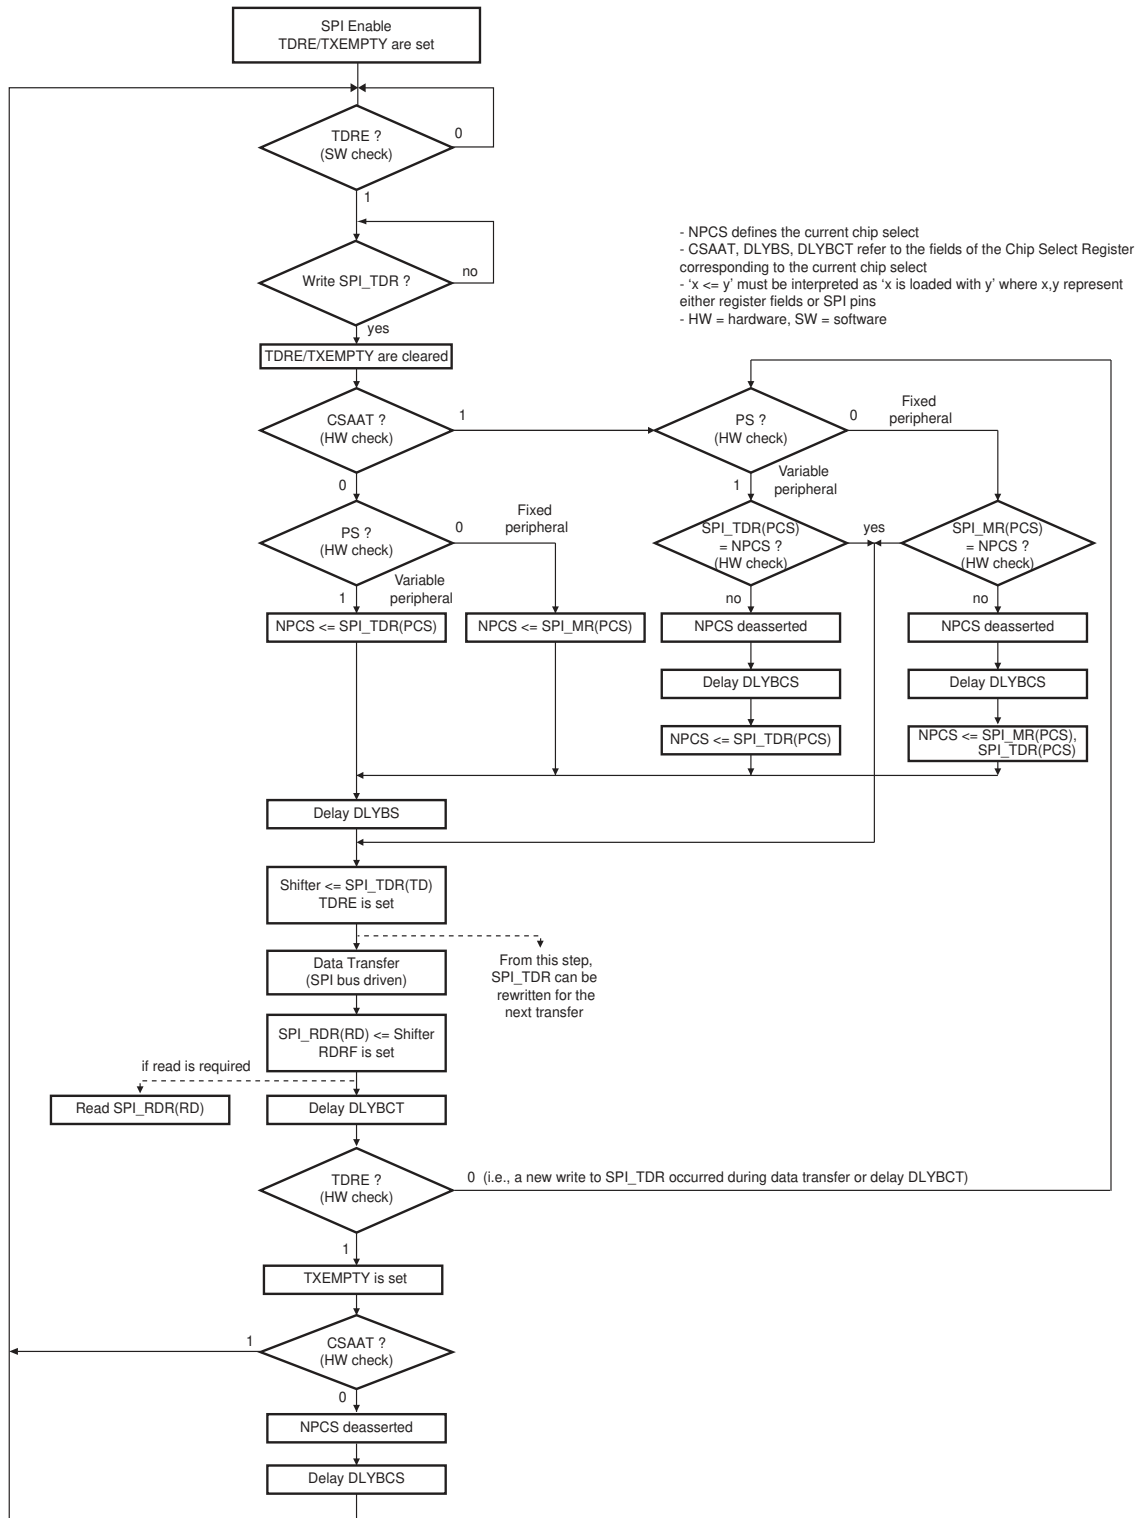 SPI Enable
TDRE/TXEMPTY are set
TDRE ?
(SW check)
0
1
Write SPI_TDR ?
no
yes
- NPCS defines the current chip select
- CSAAT, DLYBS, DLYBCT refer to the fields of the Chip Select Register
corresponding to the current chip select
- ‘x <= y’ must be interpreted as ‘x is loaded with y’ where x,y represent
either register fields or SPI pins
- HW = hardware, SW = software
TDRE/TXEMPTY are cleared
CSAAT ?
(HW check)
1
0
PS ?
(HW check)
0
Fixed
peripheral
1
Variable
peripheral
PS ?
(HW check)
0
Fixed
peripheral
1
Variable
peripheral
SPI_TDR(PCS)
= NPCS ?
(HW check)
yes
no
SPI_MR(PCS)
= NPCS ?
(HW check)
no
NPCS <= SPI_TDR(PCS)
NPCS <= SPI_MR(PCS)
NPCS deasserted
NPCS deasserted
Delay DLYBCS
Delay DLYBCS
NPCS <= SPI_TDR(PCS)
NPCS <= SPI_MR(PCS),
SPI_TDR(PCS)
Delay DLYBS
Shifter <= SPI_TDR(TD)
TDRE is set
Data Transfer
(SPI bus driven)
From this step,
SPI_TDR can be
rewritten for the
next transfer
SPI_RDR(RD) <= Shifter
RDRF is set
if read is required
Read SPI_RDR(RD)
Delay DLYBCT
TDRE ?
(HW check)
0 (i.e., a new write to SPI_TDR occurred during data transfer or delay DLYBCT)
1
TXEMPTY is set
CSAAT ?
(HW check)
1
0
NPCS deasserted
Delay DLYBCS